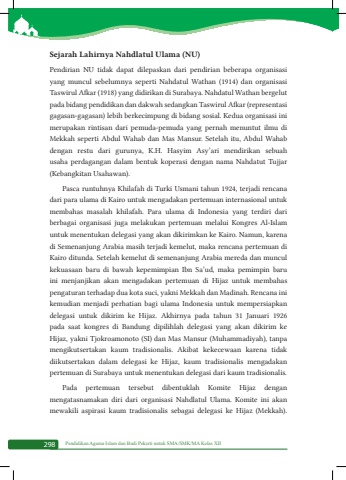 Sejarah Lahirnya Nahdlatul Ulama (NU)
Pendirian NU tidak dapat dilepaskan dari pendirian beberapa organisasi
yang muncul sebelumnya seperti Nahdatul Wathan (1914) dan organisasi
Taswirul Afkar (1918) yang didirikan di Surabaya. Nahdatul Wathan bergelut
pada bidang pendidikan dan dakwah sedangkan Taswirul Afkar (representasi
gagasan-gagasan) lebih berkecimpung di bidang sosial. Kedua organisasi ini
merupakan rintisan dari pemuda-pemuda yang pernah menuntut ilmu di
Mekkah seperti Abdul Wahab dan Mas Mansur. Setelah itu, Abdul Wahab
dengan restu dari gurunya, K.H. Hasyim Asy'ari mendirikan sebuah
usaha perdagangan dalam bentuk koperasi dengan nama Nahdatut Tujjar
(Kebangkitan Usahawan).
Pasca runtuhnya Khilafah di Turki Usmani tahun 1924, terjadi rencana
dari para ulama di Kairo untuk mengadakan pertemuan internasional untuk
membahas masalah khilafah. Para ulama di Indonesia yang terdiri dari
berbagai organisasi juga melakukan pertemuan melalui Kongres Al-Islam
untuk menentukan delegasi yang akan dikirimkan ke Kairo. Namun, karena
di Semenanjung Arabia masih terjadi kemelut, maka rencana pertemuan di
Kairo ditunda. Setelah kemelut di semenanjung Arabia mereda dan muncul
kekuasaan baru di bawah kepemimpian Ibn Sa'ud, maka pemimpin baru
ini menjanjikan akan mengadakan pertemuan di Hijaz untuk membahas
pengaturan terhadap dua kota suci, yakni Mekkah dan Madinah. Rencana ini
kemudian menjadi perhatian bagi ulama Indonesia untuk mempersiapkan
delegasi untuk dikirim ke Hijaz. Akhirnya pada tahun 31 Januari 1926
pada saat kongres di Bandung dipilihlah delegasi yang akan dikirim ke
Hijaz, yakni Tjokroamonoto (SI) dan Mas Mansur (Muhammadiyah), tanpa
mengikutsertakan kaum tradisionalis. Akibat kekecewaan karena tidak
diikutsertakan dalam delegasi ke Hijaz, kaum tradisionalis mengadakan
pertemuan di Surabaya untuk menentukan delegasi dari kaum tradisionalis.
Pada pertemuan tersebut dibentuklah Komite Hijaz dengan
mengatasnamakan diri dari organisasi Nahdlatul Ulama. Komite ini akan
mewakili aspirasi kaum tradisionalis sebagai delegasi ke Hijaz (Mekkah).
298 Pendidikan Agama Islam dan Budi Pekerti untuk SMA/SMK/MA Kelas XII